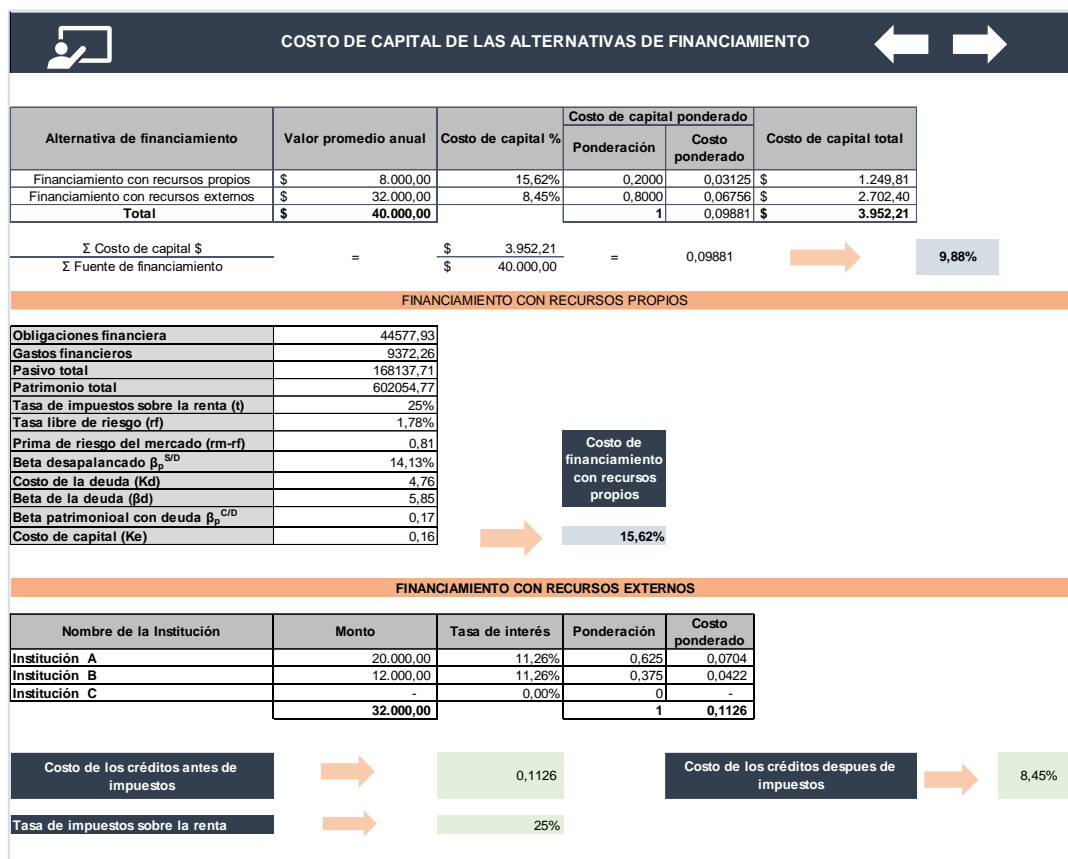 COSTO DE CAPITAL DE LAS ALTERNATIVAS DE FINANCIAMIENTO
Alternativa de financiamiento Valor promedio anual Costo de capital % Costo de capital ponderado Costo de capital total
Ponderación Costo ponderado
Financiamiento con recursos propios $ 8.000,00 15,62% 0,2000 0,03125 $ 1.249,81
Financiamiento con recursos externos $ 32.000,00 8,45% 0,8000 0,06756 $ 2.702,40
Total $ 40.000,00 1 0,09881 $ 3.952,21
Σ Costo de capital $ $ 3.952,21
= = 0,09881 9,88%
Σ Fuente de financiamiento $ 40.000,00
FINANCIAMIENTO CON RECURSOS PROPIOS
Obligaciones financiera 44577,93
Gastos financieros 9372,26
Pasivo total 168137,71
Patrimonio total 602054,77
Tasa de impuestos sobre la renta (t) 25%
Tasa libre de riesgo (rf) 1,78%
Prima de riesgo del mercado (rm-rf) 0,81
Beta desapalancado βp S/D 14,13%
Costo de la deuda (Kd) 4,76
Beta de la deuda (βd) 5,85
Beta patrimonioal con deuda βp C/D 0,17
Costo de capital (Ke) 0,16
Costo de
financiamiento
con recursos
propios
15,62%
FINANCIAMIENTO CON RECURSOS EXTERNOS
Nombre de la Institución Monto Tasa de interés Ponderación Costo ponderado
Institución A 20.000,00 11,26% 0,625 0,0704
Institución B 12.000,00 11,26% 0,375 0,0422
Institución C - 0,00% 0 -
32.000,00 1 0,1126
Costo de los créditos antes de
impuestos
0,1126
Costo de los créditos despues de
impuestos
8,45%
Tasa de impuestos sobre la renta 25%